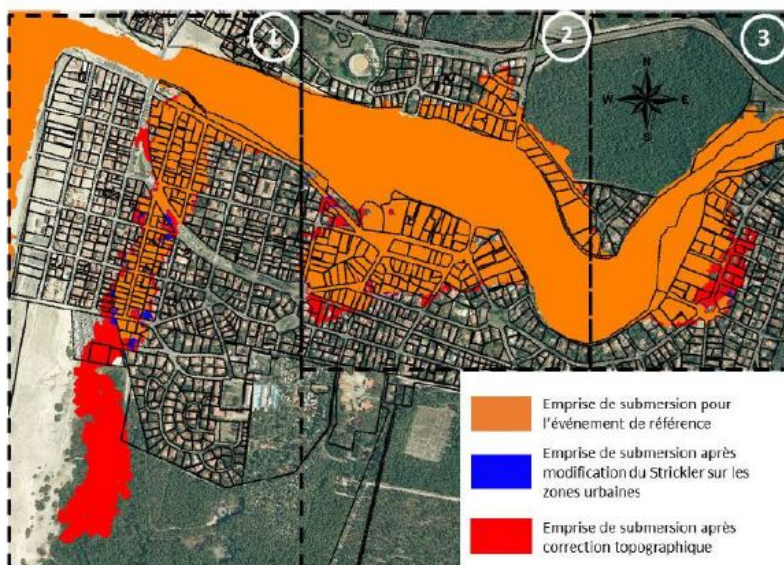 1
2
3
N
W E
S
Emprise de submersion pour
l'événement de référence
Emprise de submersion après
modification du Strickler sur les
zones urbaines
Emprise de submersion après
correction topographique